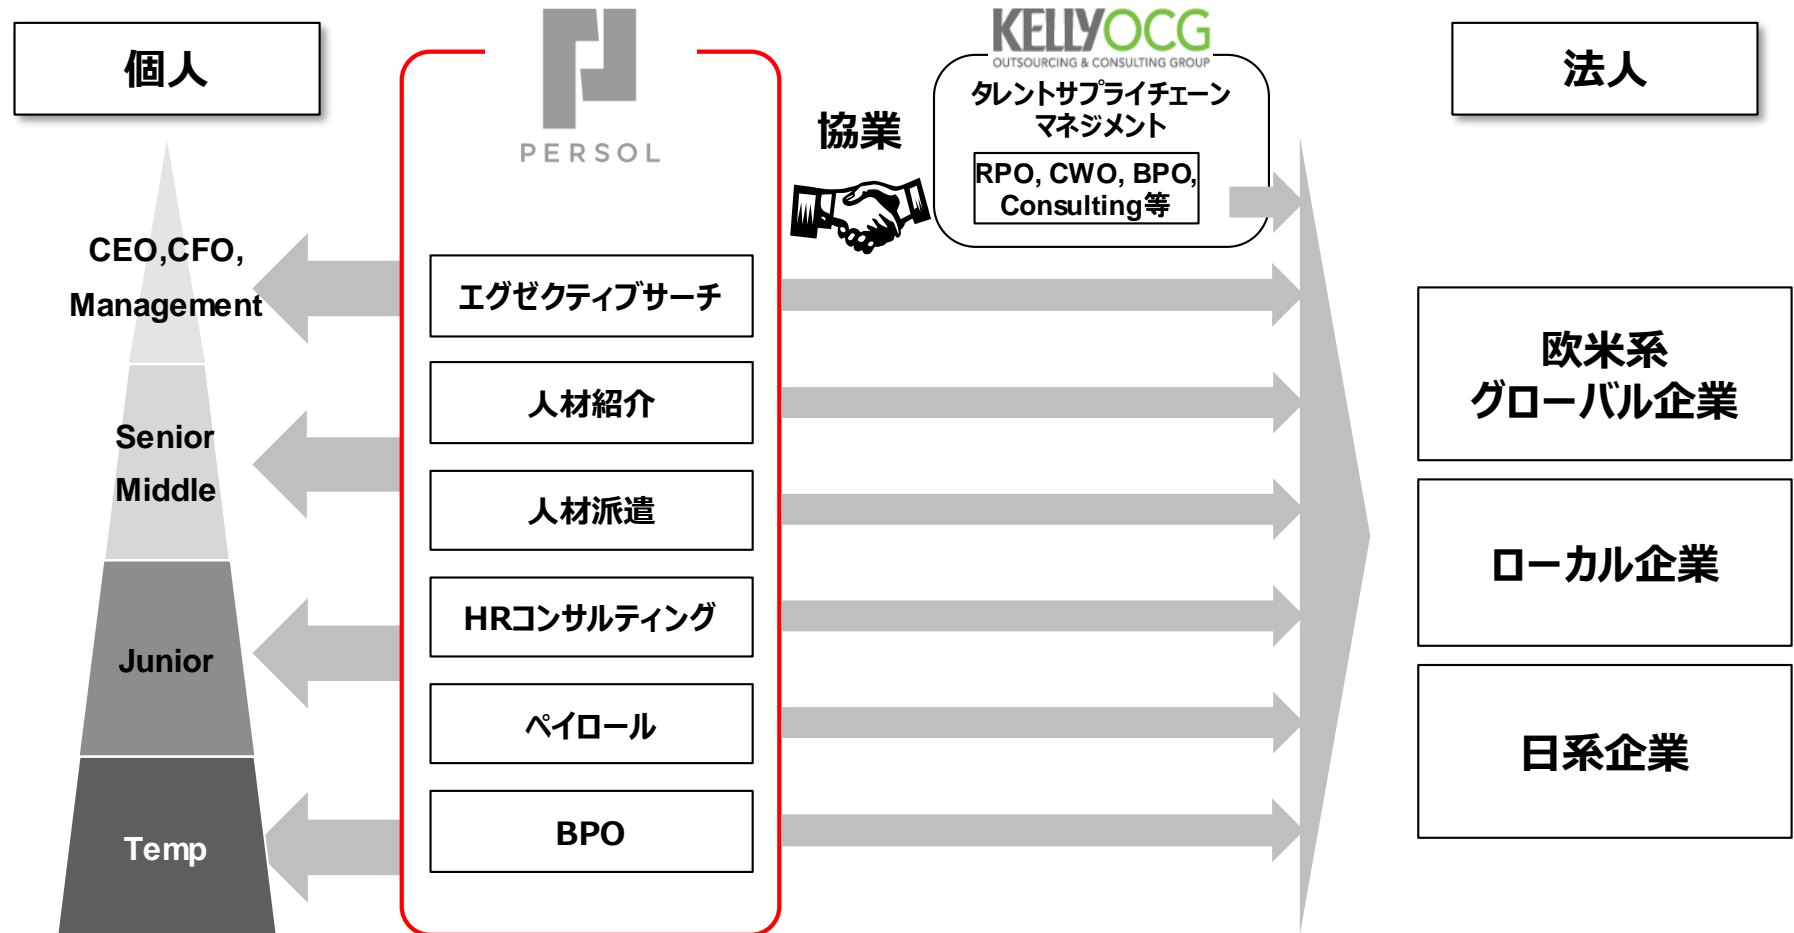 個人
PERSOL
KELLYOCG
OUTSOURCING & CONSULTING GROUP
タレントサプライチェーン
マネジメント
RPO, CWO, BPO,
Consulting等
協業
法人
CEO,CFO,
Management
Senior
Middle
Junior
Temp
エグゼクティブサーチ
人材紹介
人材派遣
HRコンサルティング
ペイロール
BPO
欧米系
グローバル企業
ローカル企業
日系企業